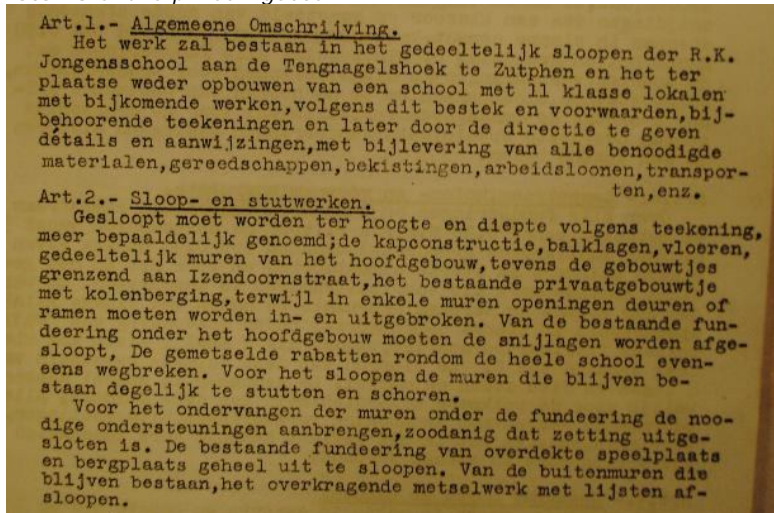 Art.1.- Algemeene Omschrijving.
Het werk zal bestaan in het gedeeltelijk sloopen der R.K.
Jongensschool aan de Tengnagelshoek te Zutphen en het ter
plaatse weder opbouwen van een school met 11 klasse lokalen
met bijkomende werken,volgens dit bestek en voorwaarden,bij-
behoorende teekeningen en later door de directie te geven
détails en aanwijzingen,met bijlevering van alle benoodigde
materialen,gereedschappen,bekistingen,arbeidsloonen,transpor-
ten,enz.
Art.2.- Sloop- en stutwerken.
Gesloopt moet worden ter hoogte en diepte volgens teekening,
meer bepaaldelijk genoemd;de kapconstructie,balklagen,vloeren,
gedeeltelijk muren van het hoofdgebouw,tevens de gebouwtjes
grenzend aan Izendoornstraat,het bestaande privaatgebouwtje
met kolenberging,terwijl in enkele muren openingen deuren of
ramen moeten worden in- en uitgebroken. Van de bestaande fun-
deering onder het hoofdgebouw moeten de snijlagen worden afge-
sloopt, De gemetselde rabatten rondom de heele school even-
eens wegbreken. Voor het sloopen de muren die blijven be-
staan degelijk te stutten en schoren.
Voor het ondervangen der muren onder de fundeering de noo-
dige ondersteuningen aanbrengen,zoodanig dat zetting uitge-
sloten is. De bestaande fundeering van overdekte speelplaats
en bergplaats geheel uit te sloopen. Van de buitenmuren die
blijven bestaan,het overkragende metselwerk met lijsten af-
sloopen.